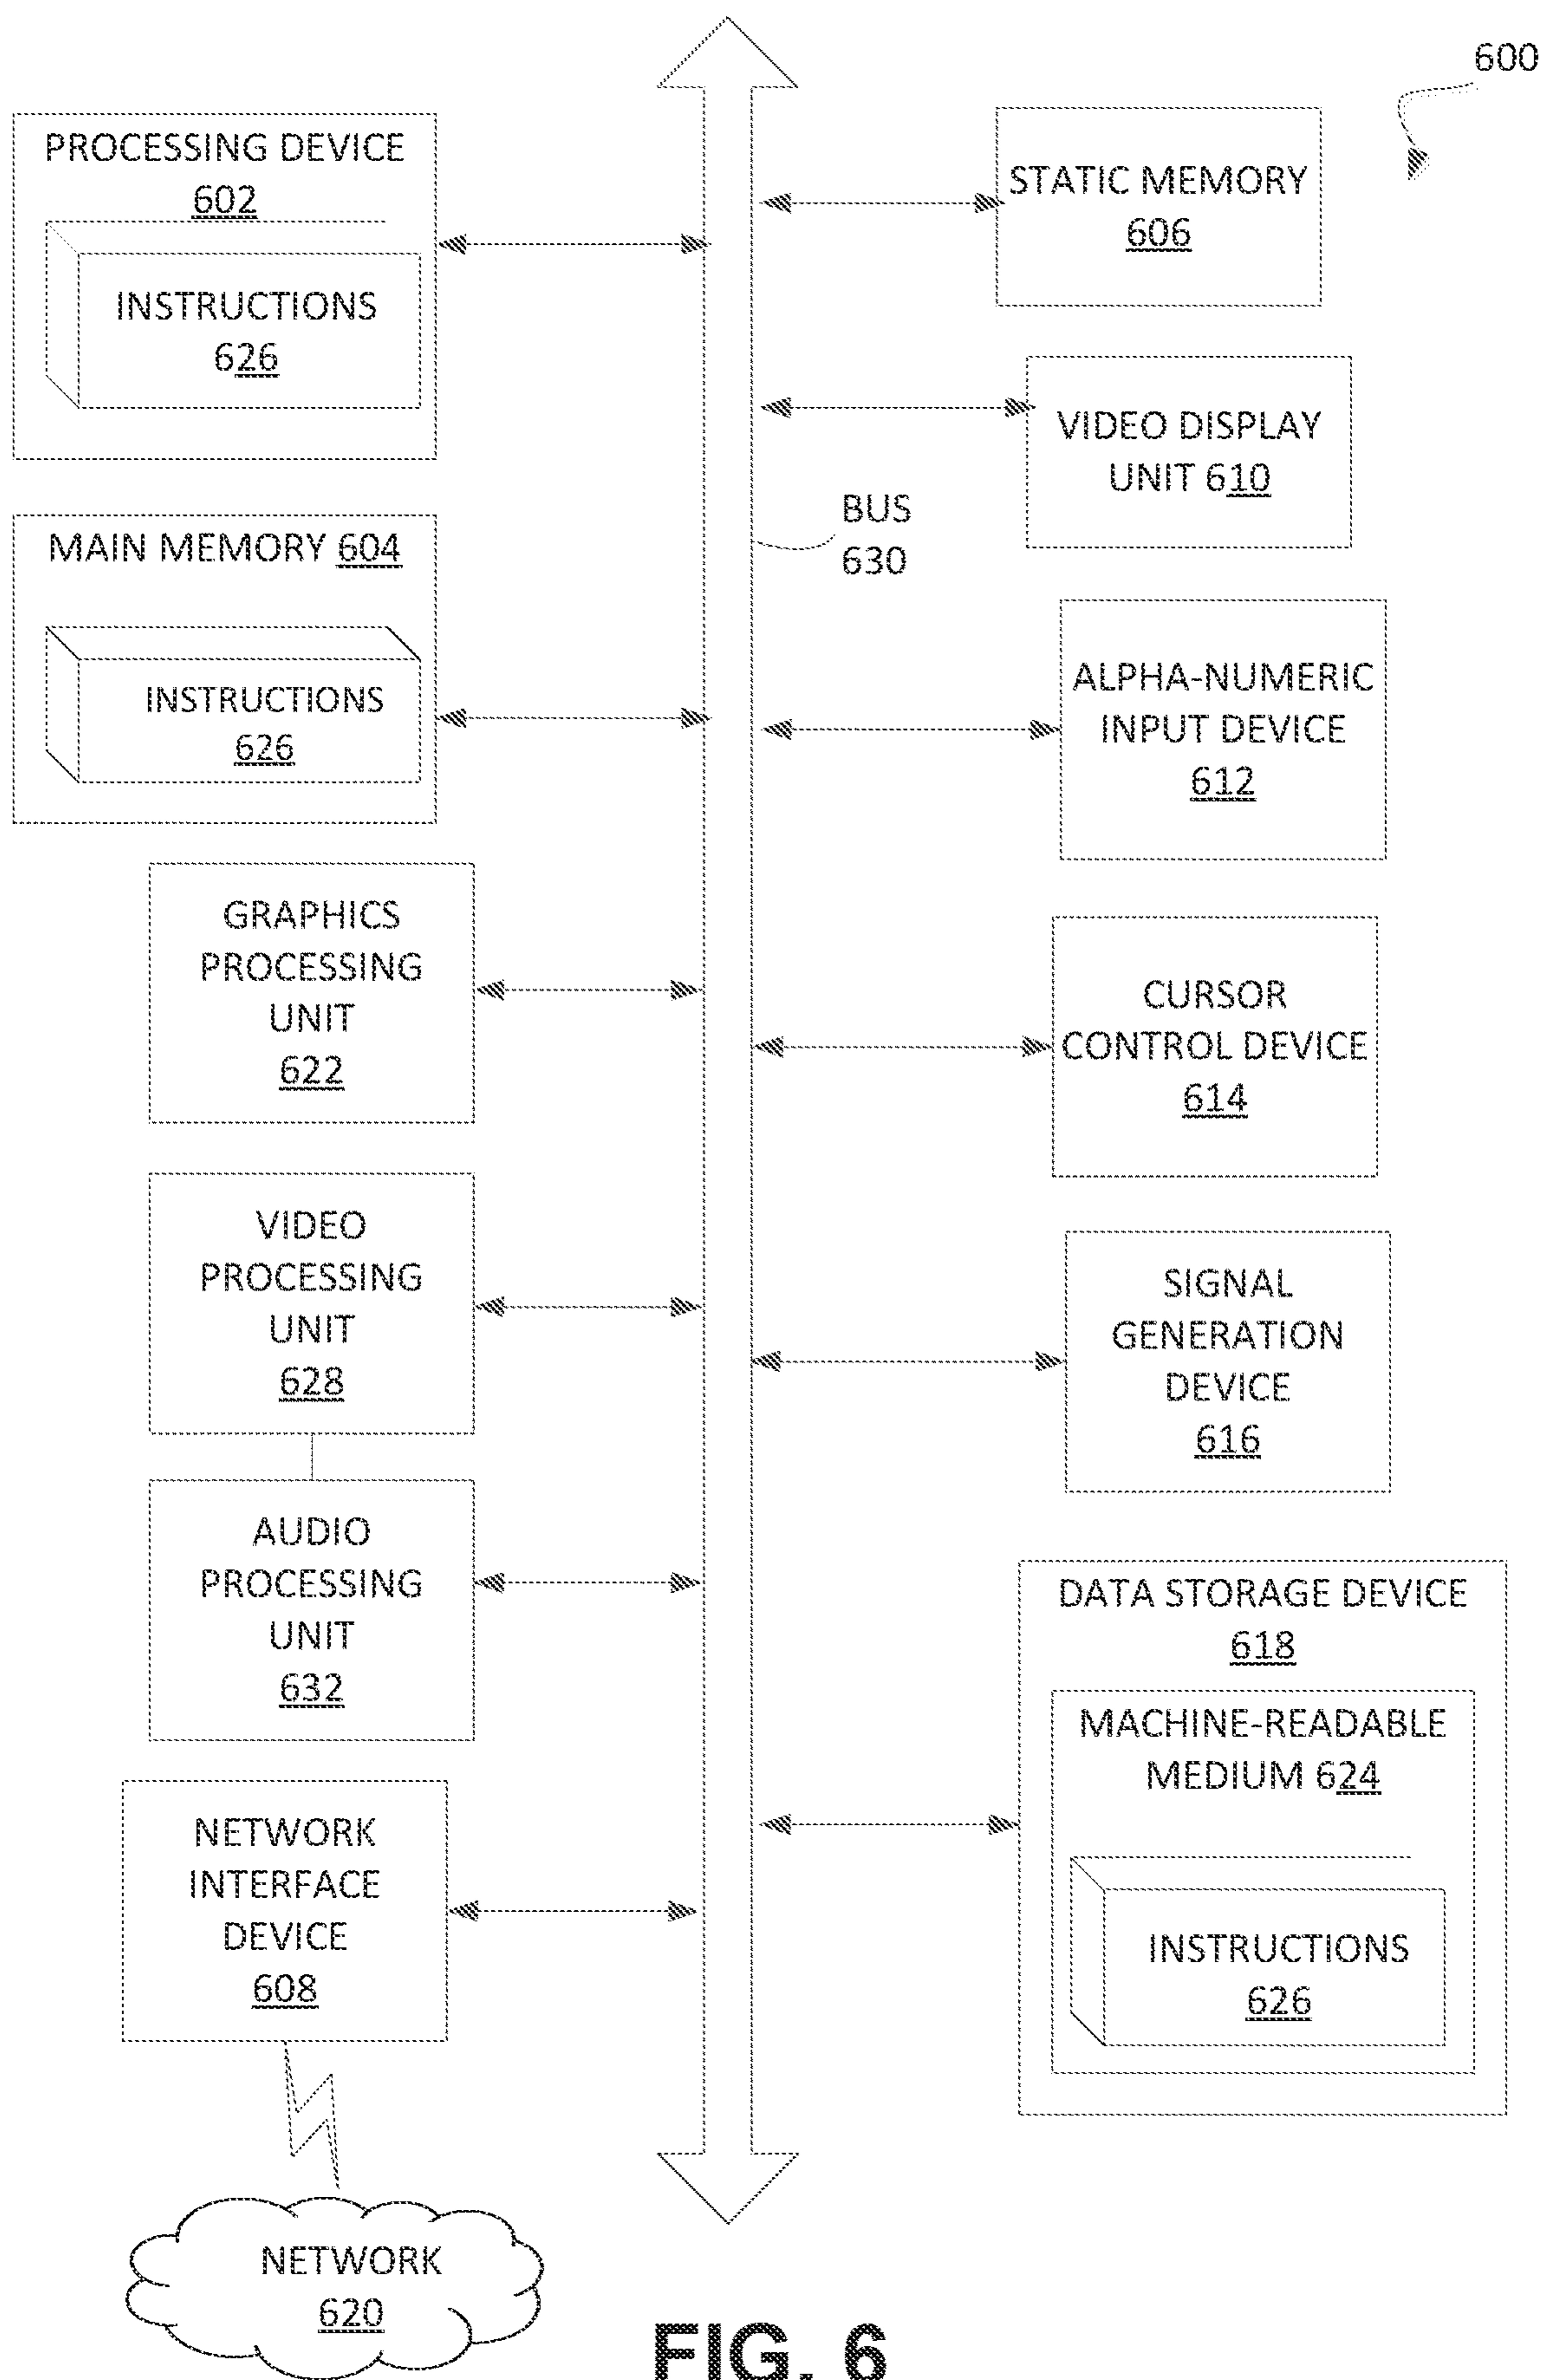 600
PROCESSING DEVICE
602
INSTRUCTIONS
626
MAIN MEMORY 604
INSTRUCTIONS
626
GRAPHICS
PROCESSING
UNIT
622
VIDEO
PROCESSING
UNIT
628
AUDIO
PROCESSING
UNIT
632
NETWORK
INTERFACE
DEVICE
608
NETWORK
620
BUS
630
STATIC MEMORY
606
VIDEO DISPLAY
UNIT 610
ALPHA-NUMERIC
INPUT DEVICE
612
CURSOR
CONTROL DEVICE
614
SIGNAL
GENERATION
DEVICE
616
DATA STORAGE DEVICE
618
MACHINE-READABLE
MEDIUM 624
INSTRUCTIONS
626
FIG. 6